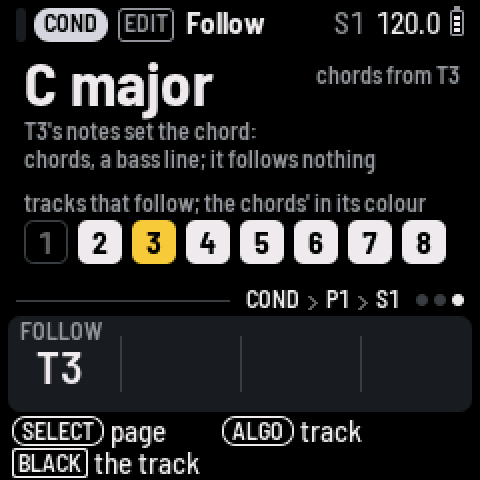 COND EDIT Follow S1 120.0
C major chords from T3
T3's notes set the chord:
chords, a bass line; it follows nothing
tracks that follow; the chords' in its colour
1 2 3 4 5 6 7 8
COND > P1 > S1
FOLLOW
T3
SELECT page ALGO track
BLACK the track